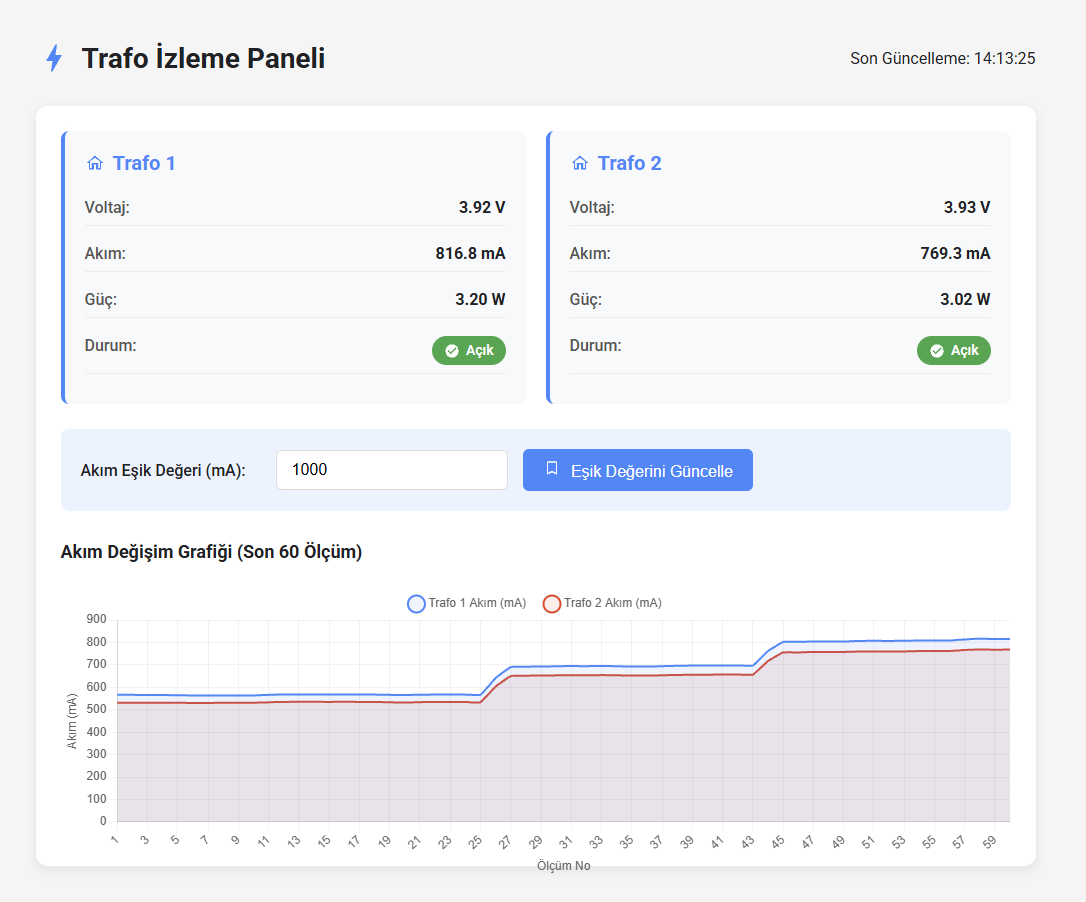 Trafo İzleme Paneli
Son Güncelleme: 14:13:25
Trafo 1
Voltaj: 3.92 V
Akım: 816.8 mA
Güç: 3.20 W
Durum: Açık
Trafo 2
Voltaj: 3.93 V
Akım: 769.3 mA
Güç: 3.02 W
Durum: Açık
Akım Eşik Değeri (mA): 1000 Eşik Değerini Güncelle
Akım Değişim Grafiği (Son 60 Ölçüm)
Trafo 1 Akım (mA) Trafo 2 Akım (mA)
Akım (mA)
900
800
700
600
500
400
300
200
100
0
1 3 5 7 9 11 13 15 17 19 21 23 25 27 29 31 33 35 37 39 41 43 45 47 49 51 53 55 57 59
Ölçüm No